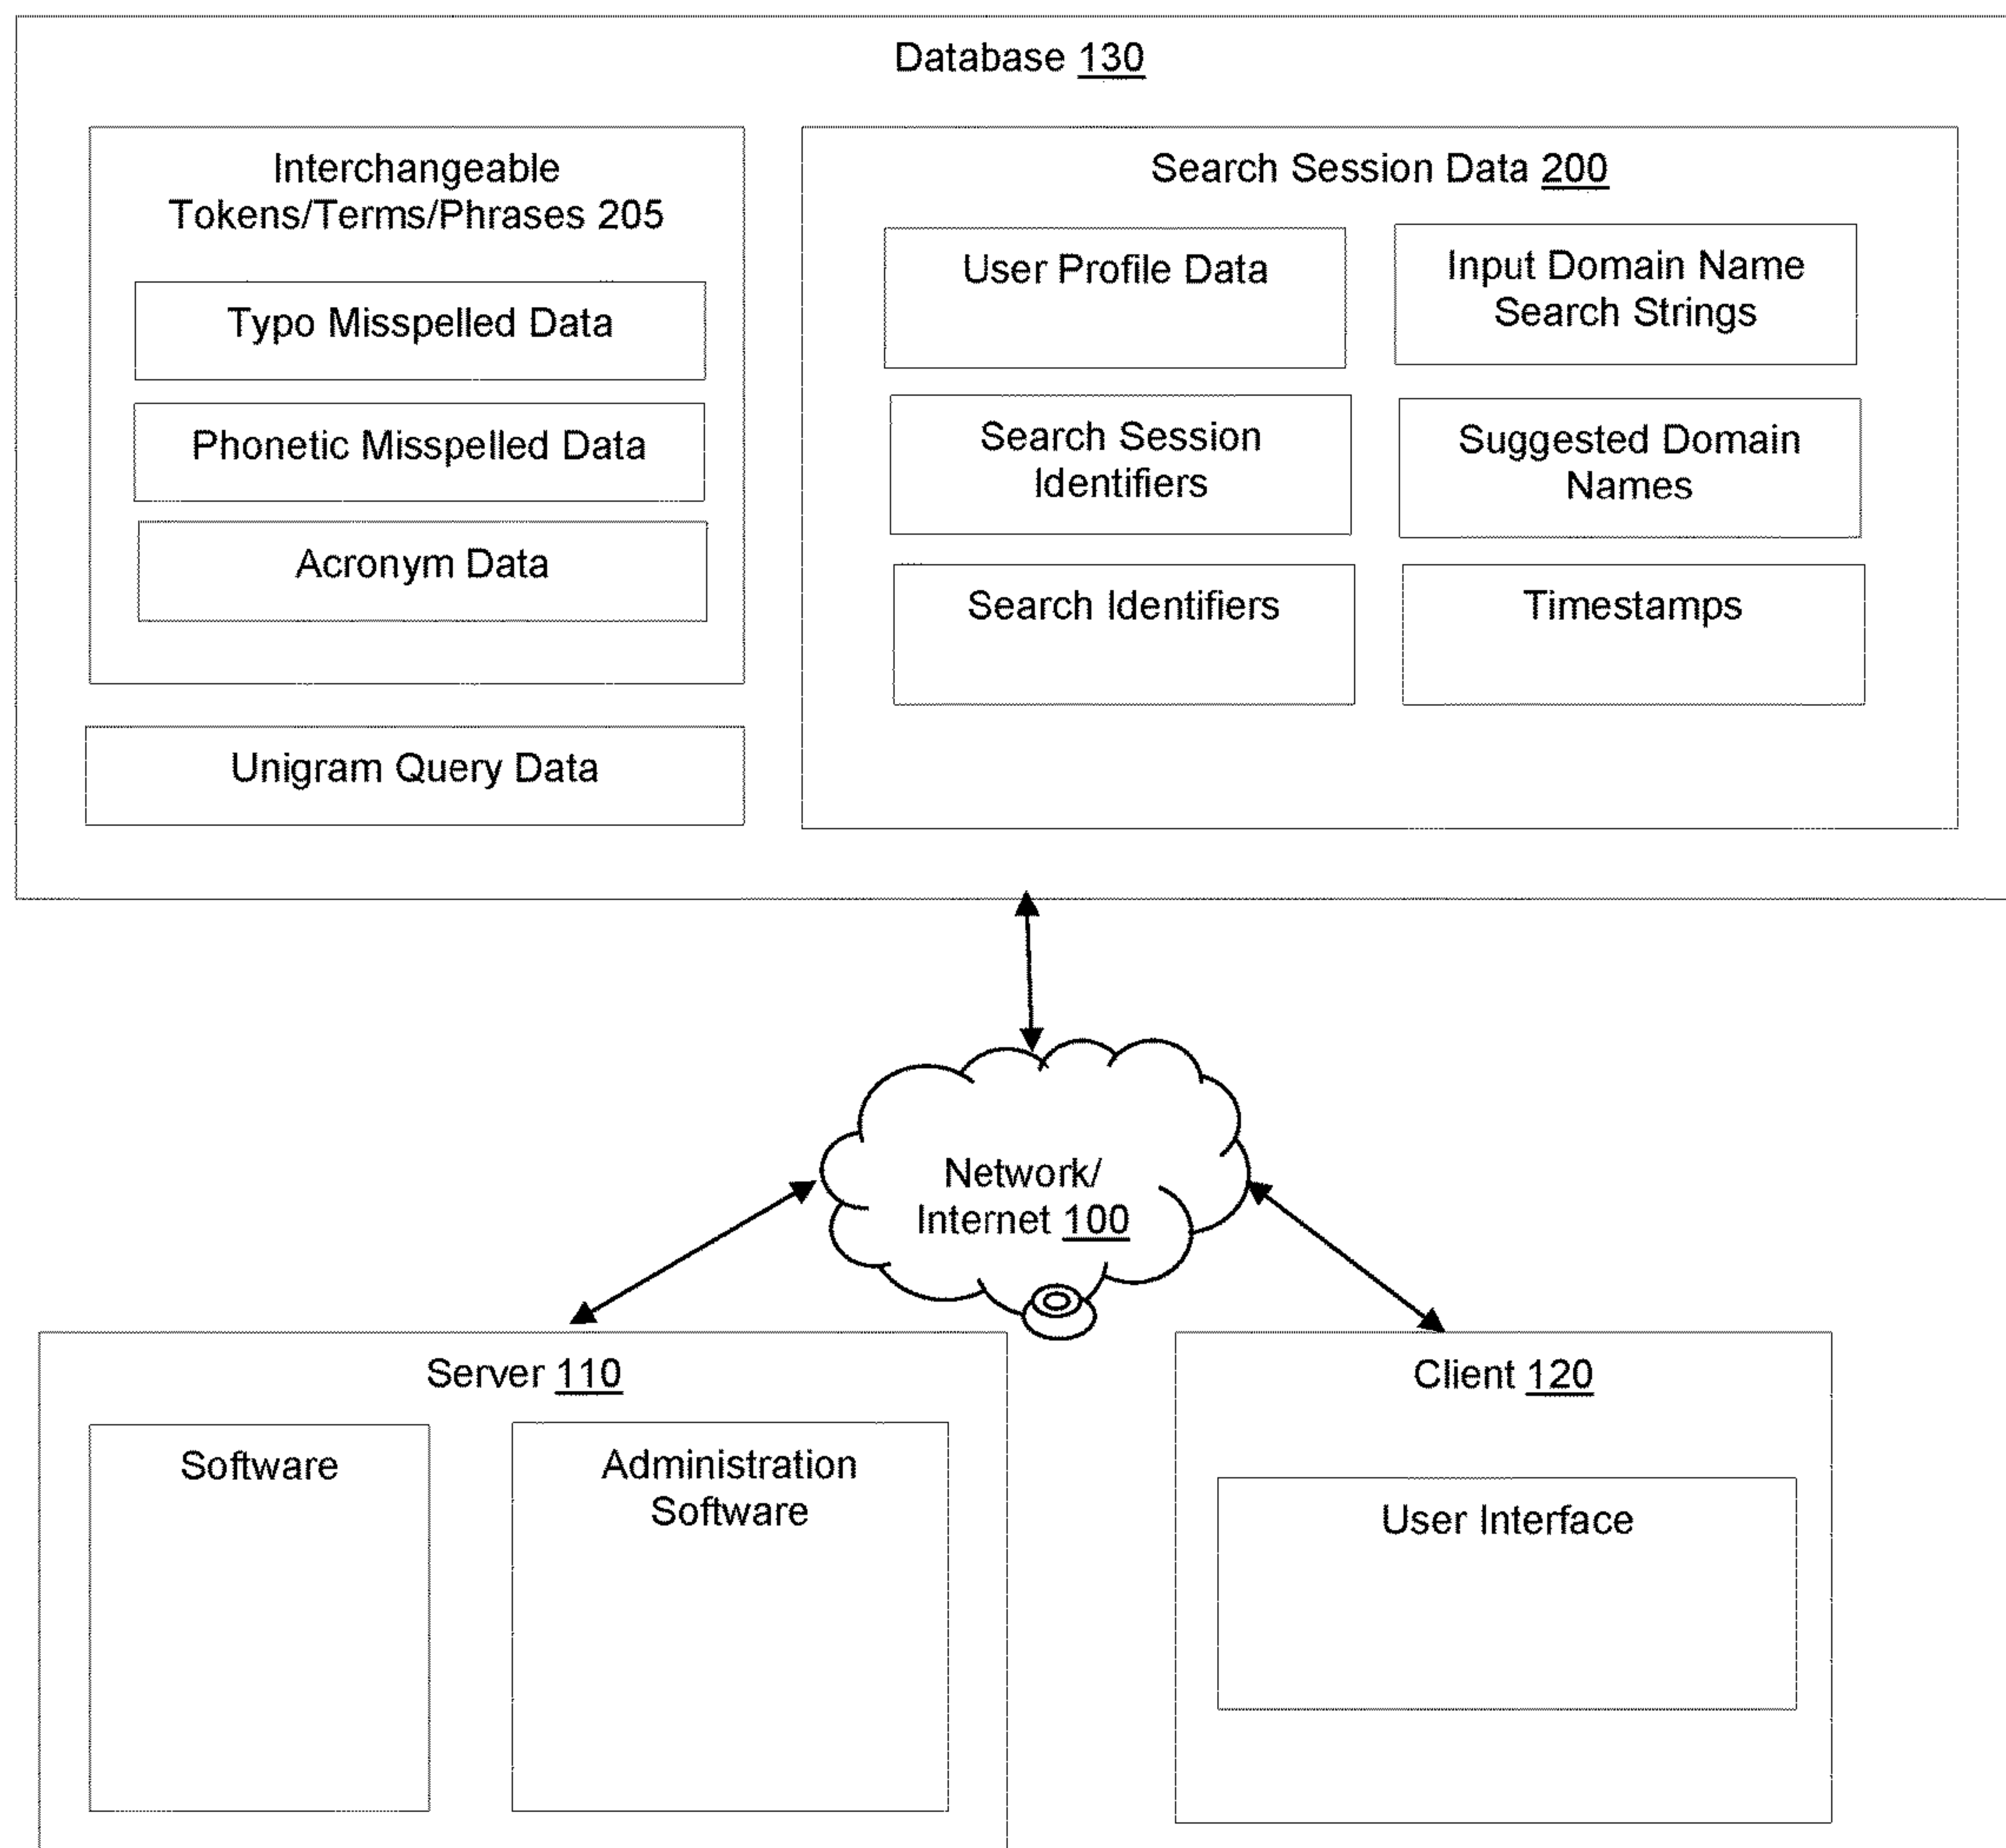 Database 130
Interchangeable
Tokens/Terms/Phrases 205
Typo Misspelled Data
Phonetic Misspelled Data
Acronym Data
Unigram Query Data
Search Session Data 200
User Profile Data
Input Domain Name
Search Strings
Search Session
Identifiers
Suggested Domain
Names
Search Identifiers
Timestamps
Network/
Internet 100
Server 110
Software
Administration
Software
Client 120
User Interface